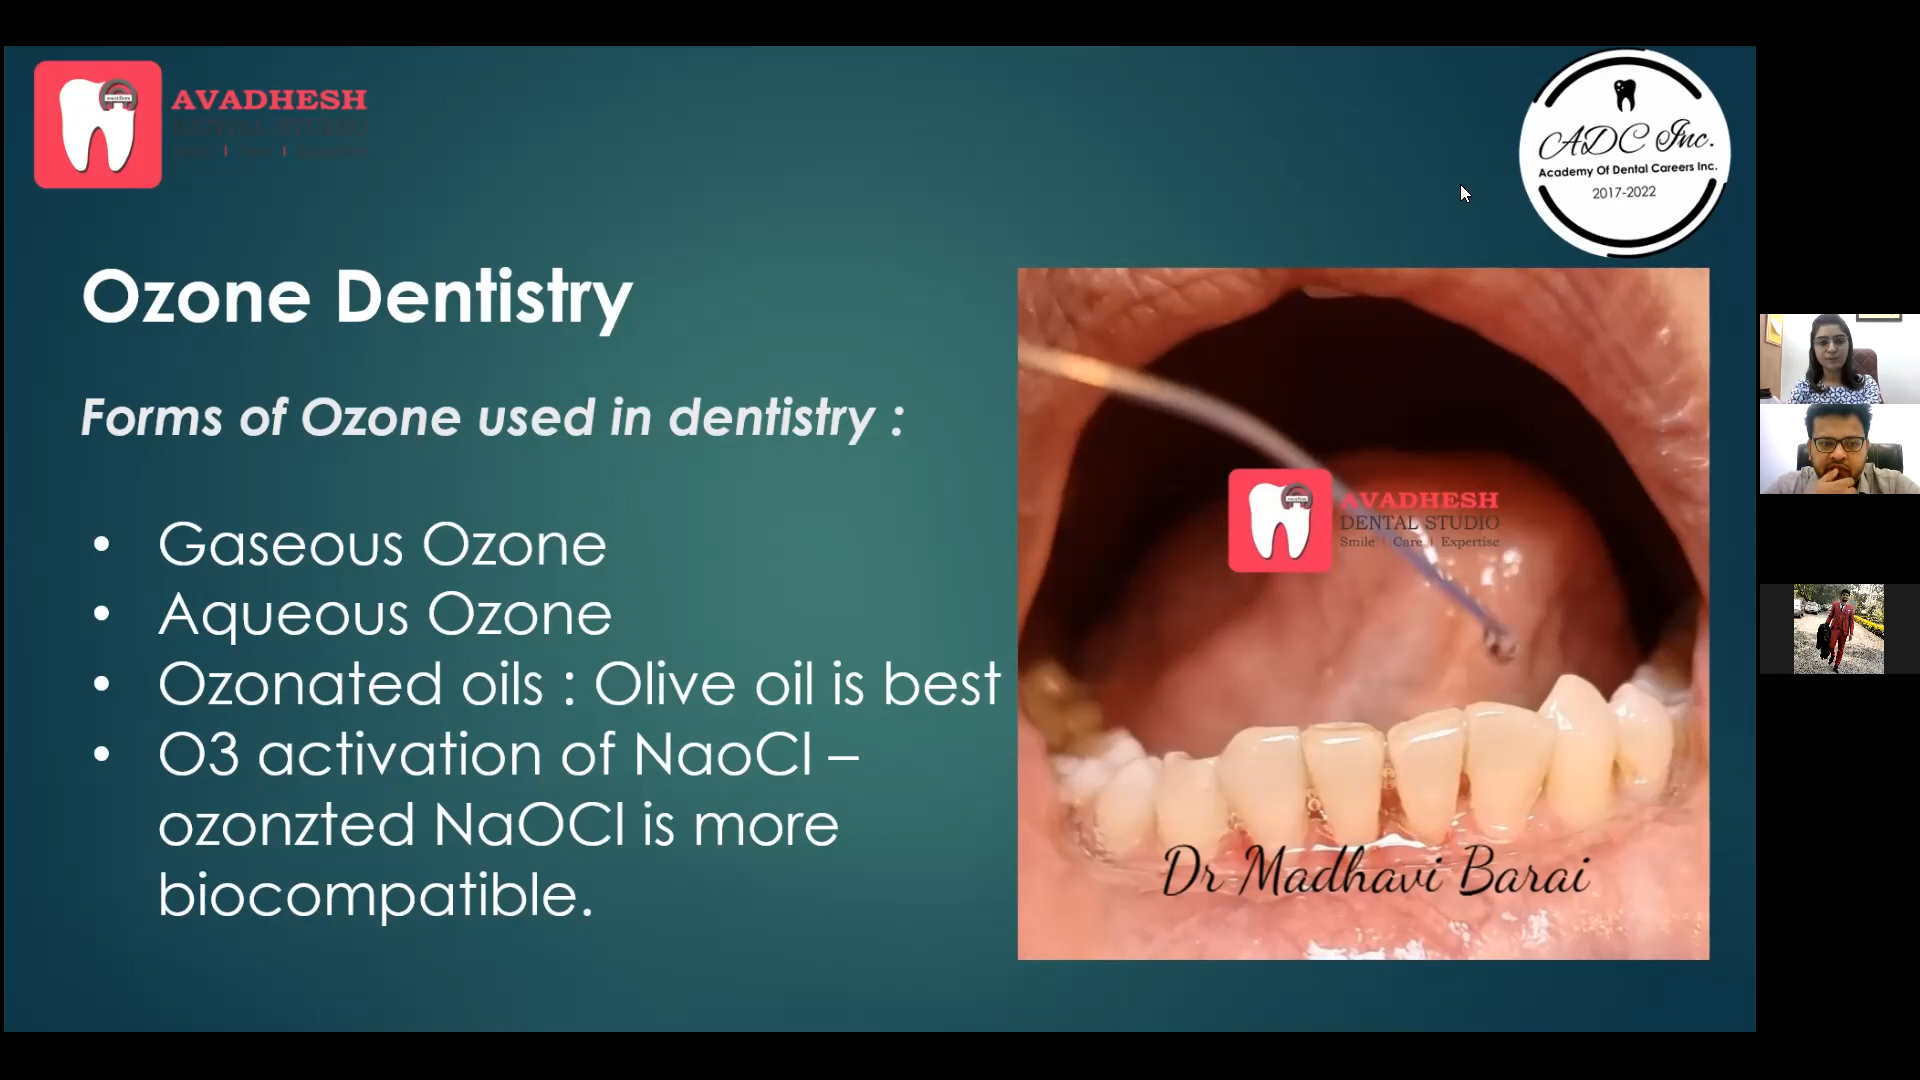 AVADHESH
DENTAL STUDIO
ADC Inc.
Academy Of Dental Careers Inc.
2017-2022
Ozone Dentistry
Forms of Ozone used in dentistry :
• Gaseous Ozone
• Aqueous Ozone
• Ozonated oils : Olive oil is best
• O3 activation of NaoCl –
ozonzted NaOCl is more
biocompatible.
AVADHESH
DENTAL STUDIO
Smile | Care | Expertise
Dr Madhavi Barai